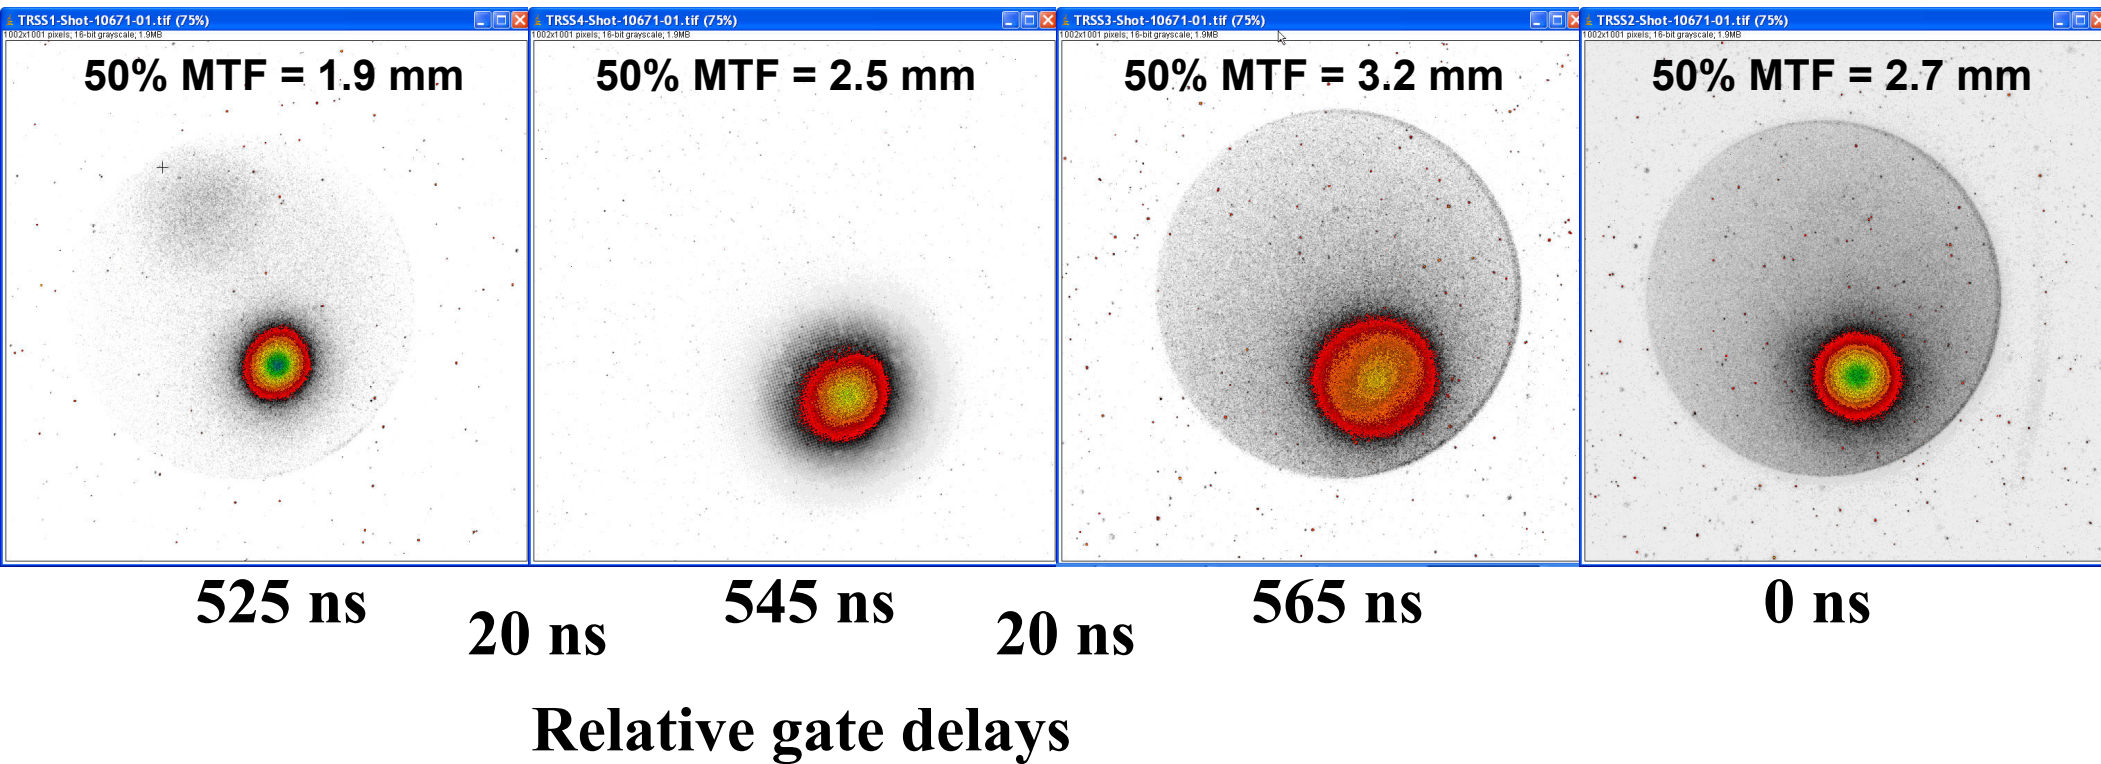 TRSS1-Shot-10671-01.tif (75%)
1002x1001 pixels; 16-bit grayscale; 1.9MB
50% MTF = 1.9 mm
TRSS4-Shot-10671-01.tif (75%)
1002x1001 pixels; 16-bit grayscale; 1.9MB
50% MTF = 2.5 mm
TRSS3-Shot-10671-01.tif (75%)
1002x1001 pixels; 16-bit grayscale; 1.9MB
50% MTF = 3.2 mm
TRSS2-Shot-10671-01.tif (75%)
1002x1001 pixels; 16-bit grayscale; 1.9MB
50% MTF = 2.7 mm
525 ns
545 ns
565 ns
0 ns
20 ns
20 ns
Relative gate delays